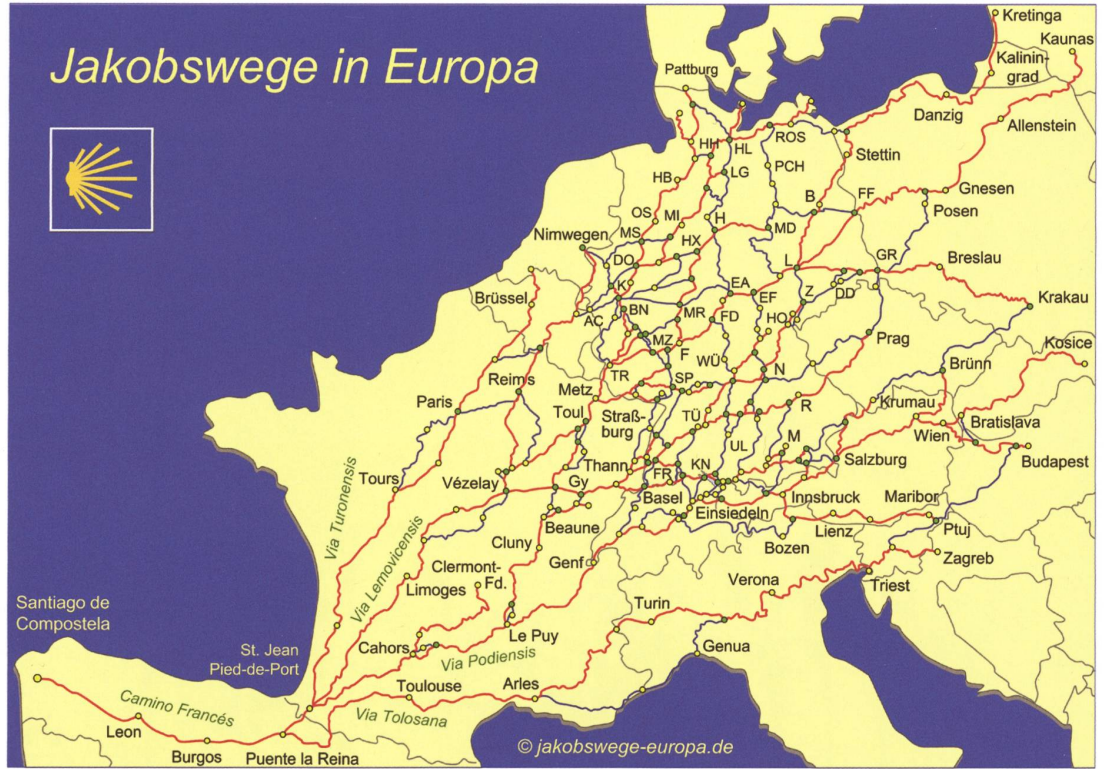 Jakobswege in Europa
Kretinga
Kaunas
Kalinin-
grad
Pattburg
Danzig
Allenstein
HH
HL
ROS
Stettin
HB
LG
PCH
OS
MI
H
B
FF
Gnesen
Posen
Nimwegen
MS
HX
MD
DO
L
GR
Breslau
Brüssel
K
EA
EF
Z
DD
Krakau
AC
BN
MR
FD
HO
Kosice
MZ
F
WÜ
Prag
Brünn
Reims
TR
SP
N
Metz
Paris
Toul
Straß-
burg
TÜ
R
Krumau
Bratislava
UL
M
Wien
Budapest
Tours
Vézelay
Thann
FR
KN
Salzburg
Gy
Basel
Einsiedeln
Innsbruck
Maribor
Via Turonensis
Beaune
Lienz
Ptuj
Cluny
Genf
Bozen
Zagreb
Via Lemovicensis
Clermont-
Fd.
Limoges
Verona
Triest
Santiago de
Compostela
Turin
Le Puy
St. Jean
Pied-de-Port
Cahors
Via Podiensis
Genua
Toulouse
Arles
Camino Francés
Via Tolosana
Leon
Burgos
Puente la Reina
© jakobswege-europa.de